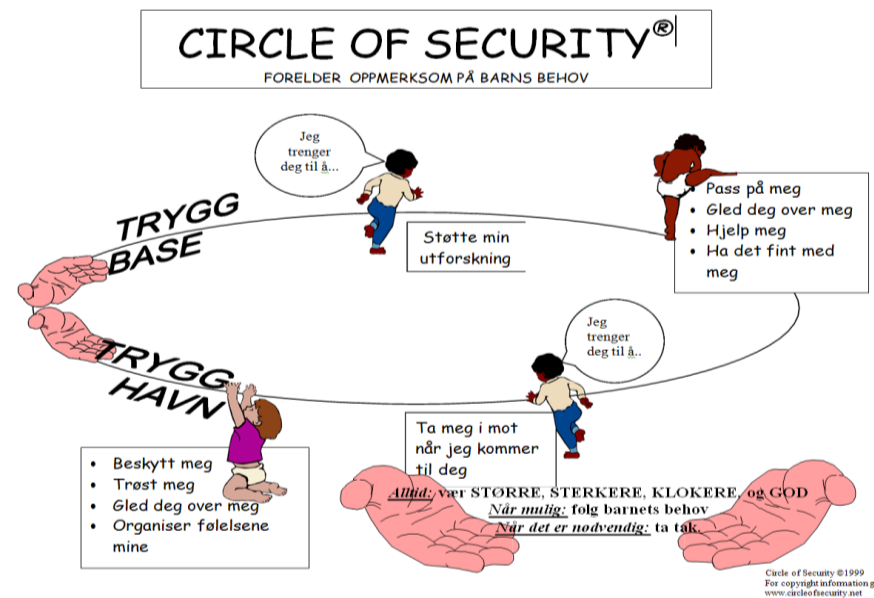 CIRCLE OF SECURITY®
FORELDER OPPMERKSOM PÅ BARNS BEHOV
Jeg
trenger
deg til å...
TRYGG
BASE
Støtte min
utforskning
• Pass på meg
• Gled deg over meg
• Hjelp meg
• Ha det fint med
meg
Jeg
trenger
deg til å..
TRYGG
HAVN
Ta meg i mot
når jeg kommer
til deg
• Beskytt meg
• Trøst meg
• Gled deg over meg
• Organiser følelsene
mine
Alltid: vær STØRRE, STERKERE, KLOKERE, og GOD
Når mulig: følg barnets behov
Når det er nødvendig: ta tak.
Circle of Security ©1999
For copyright information g
www.circleofsecurity.net